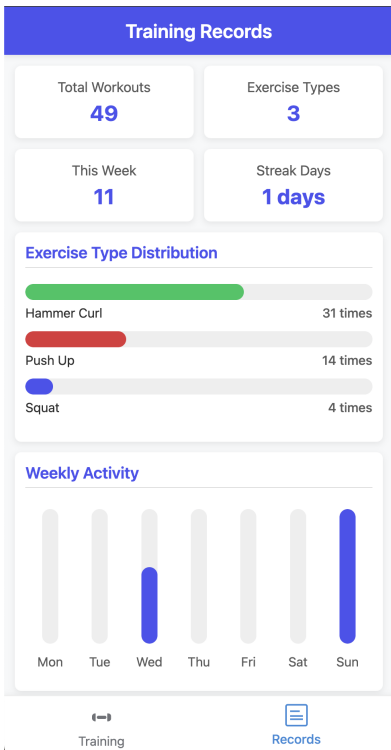 Training Records
Total Workouts
49
Exercise Types
3
This Week
11
Streak Days
1 days
Exercise Type Distribution
Hammer Curl 31 times
Push Up 14 times
Squat 4 times
Weekly Activity
Mon Tue Wed Thu Fri Sat Sun
Training Records